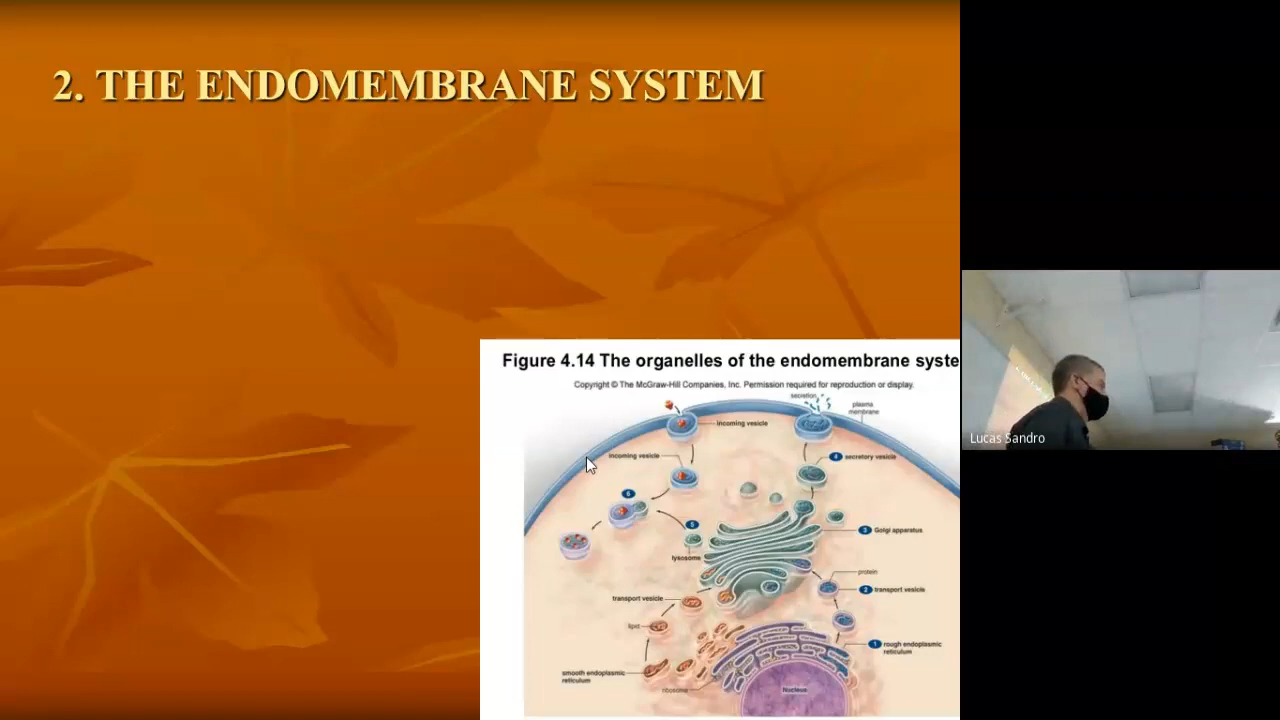 2. THE ENDOMEMBRANE SYSTEM
Figure 4.14 The organelles of the endomembrane syste
Copyright © The McGraw-Hill Companies, Inc. Permission required for reproduction or display.
secretion
plasma
membrane
incoming vesicle
incoming vesicle
4 secretory vesicle
6
5
3 Golgi apparatus
lysosome
protein
2 transport vesicle
transport vesicle
lipid
1 rough endoplasmic
reticulum
smooth endoplasmic
reticulum
ribosome
Nucleus
Lucas Sandro